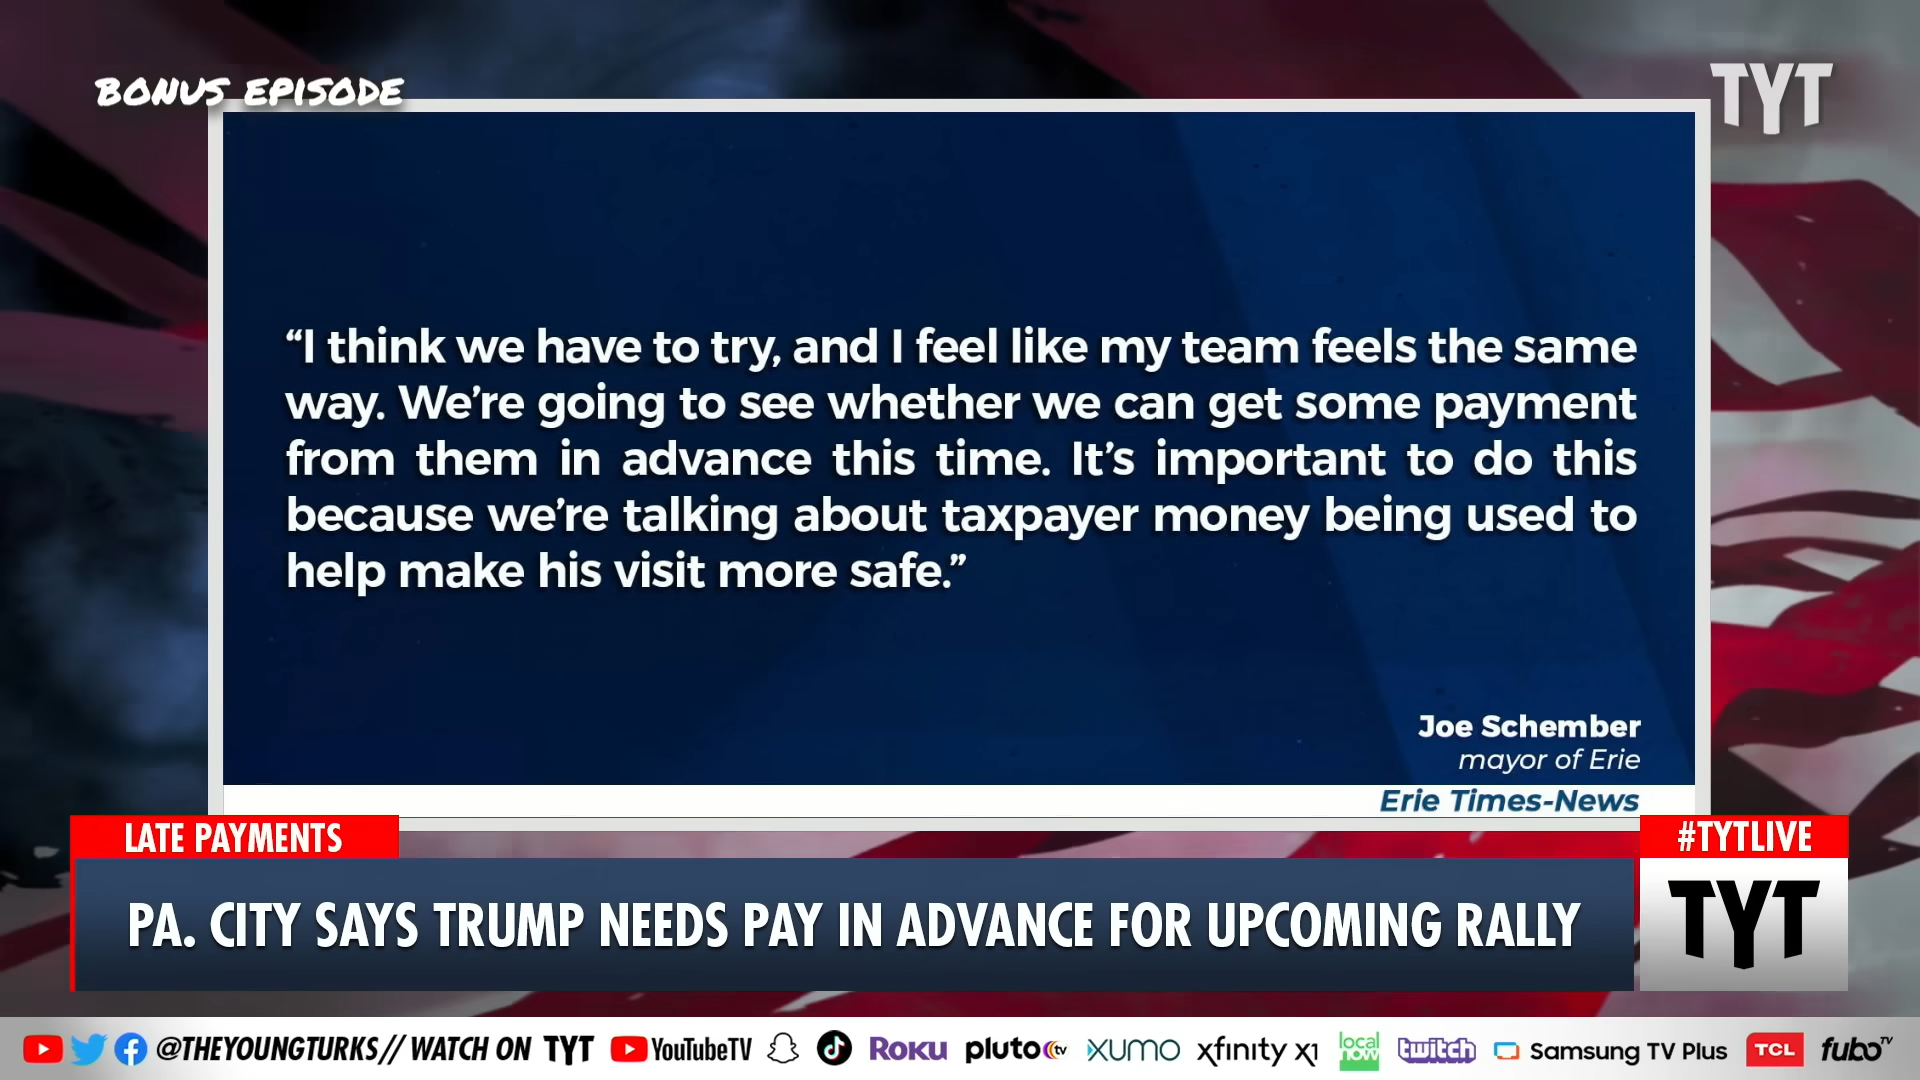 BONUS EPISODE
TYT
“I think we have to try, and I feel like my team feels the same
way. We’re going to see whether we can get some payment
from them in advance this time. It’s important to do this
because we’re talking about taxpayer money being used to
help make his visit more safe.”
Joe Schember
mayor of Erie
Erie Times-News
LATE PAYMENTS
#TYTLIVE
PA. CITY SAYS TRUMP NEEDS PAY IN ADVANCE FOR UPCOMING RALLY
TYT
@THEYOUNGTURKS// WATCH ON TYT YouTubeTV Roku pluto tv XUMO xfinity x1 local now twitch Samsung TV Plus TCL fuboTV